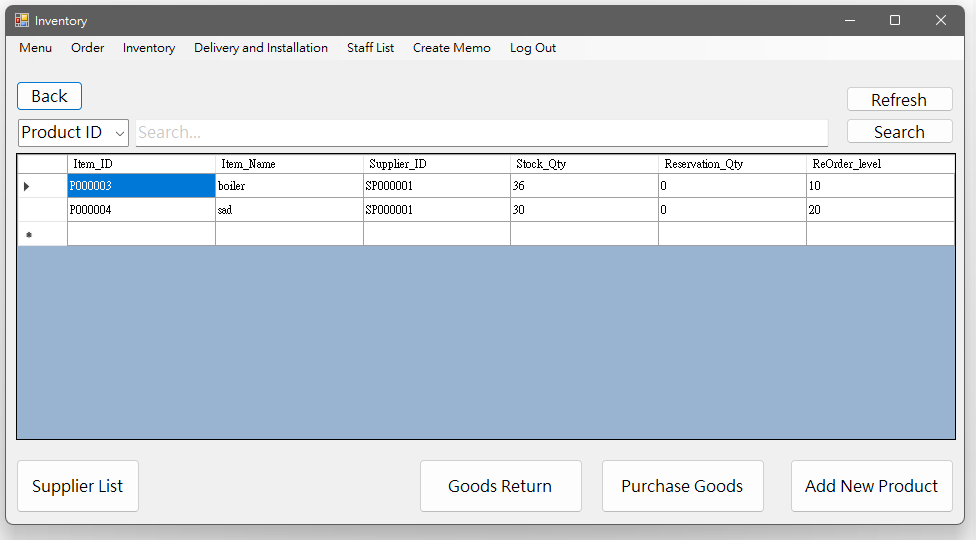 Inventory
Menu Order Inventory Delivery and Installation Staff List Create Memo Log Out
Back
Refresh
Product ID Search... Search
Item_ID Item_Name Supplier_ID Stock_Qty Reservation_Qty ReOrder_level
P000003 boiler SP000001 36 0 10
P000004 sad SP000001 30 0 20
Supplier List Goods Return Purchase Goods Add New Product